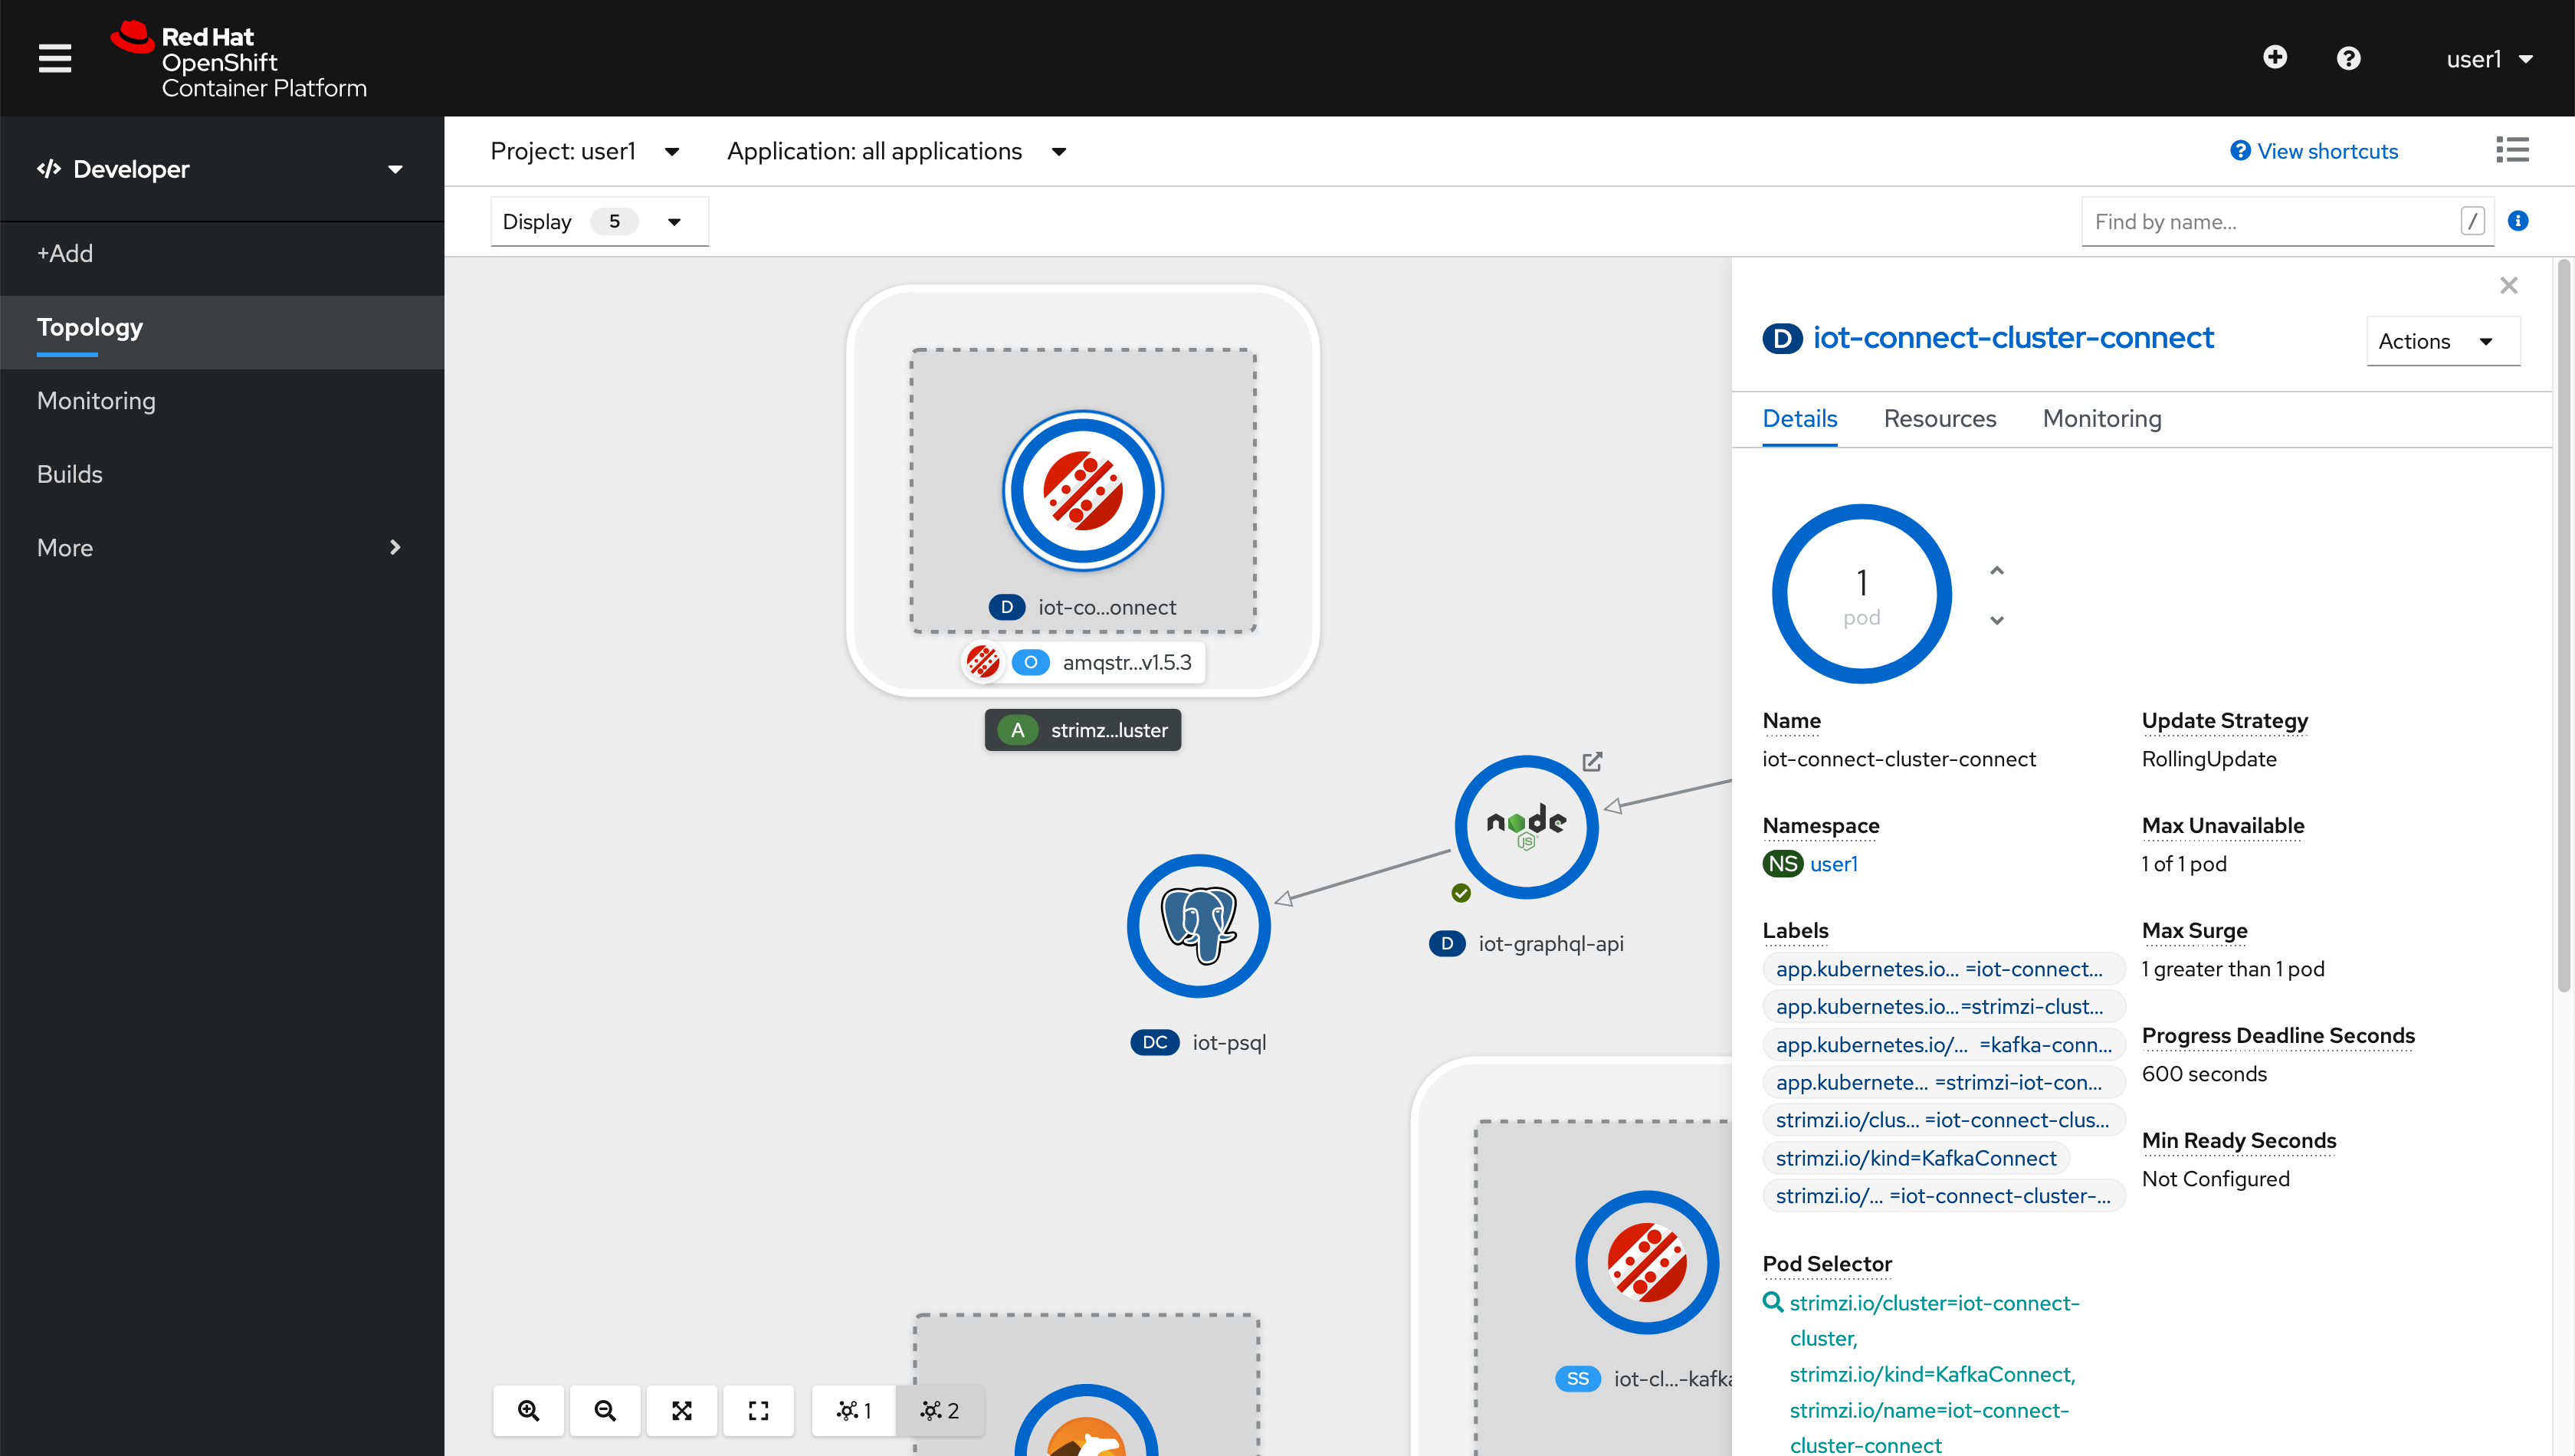 Red Hat
OpenShift
Container Platform
user1
Developer
+Add
Topology
Monitoring
Builds
More
Project: user1
Application: all applications
View shortcuts
Display 5
Find by name...
/
D iot-co...onnect
O amqstr...v1.5.3
A strimz...luster
node
JS
D iot-graphql-api
DC iot-psql
SS iot-cl...-kafka
1
2
D iot-connect-cluster-connect
Actions
Details Resources Monitoring
1
pod
Name
iot-connect-cluster-connect
Namespace
NS user1
Labels
app.kubernetes.io... =iot-connect...
app.kubernetes.io...=strimzi-clust...
app.kubernetes.io/... =kafka-conn...
app.kubernete... =strimzi-iot-con...
strimzi.io/clus... =iot-connect-clus...
strimzi.io/kind=KafkaConnect
strimzi.io/... =iot-connect-cluster-...
Pod Selector
strimzi.io/cluster=iot-connect-
cluster,
strimzi.io/kind=KafkaConnect,
strimzi.io/name=iot-connect-
cluster-connect
Update Strategy
RollingUpdate
Max Unavailable
1 of 1 pod
Max Surge
1 greater than 1 pod
Progress Deadline Seconds
600 seconds
Min Ready Seconds
Not Configured